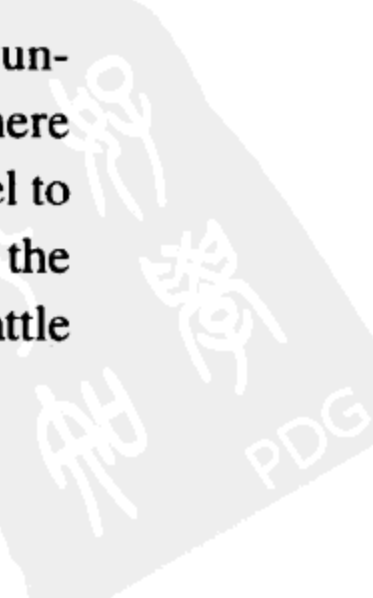 un-
here
el to
the
attle
PDG